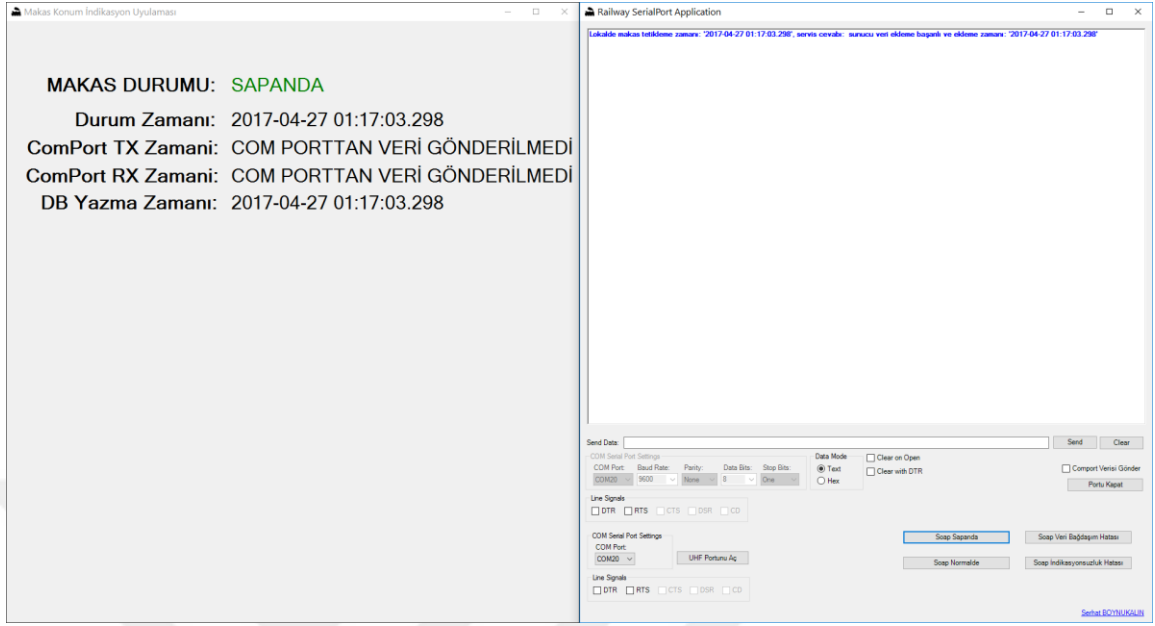 Makas Konum İndikasyon Uyulaması
MAKAS DURUMU: SAPANDA
Durum Zamanı: 2017-04-27 01:17:03.298
ComPort TX Zamani: COM PORTTAN VERİ GÖNDERİLMEDİ
ComPort RX Zamani: COM PORTTAN VERİ GÖNDERİLMEDİ
DB Yazma Zamanı: 2017-04-27 01:17:03.298
Railway SerialPort Application
Lokalde makas tetikleme zamanı: '2017-04-27 01:17:03.298', servis cevabı: sunucu veri ekleme başarılı ve ekleme zamanı: '2017-04-27 01:17:03.298'
Send Data: Send Clear
COM Serial Port Settings Data Mode Clear on Open
COM Port: Baud Rate: Parity: Data Bits: Stop Bits: Text Clear with DTR Comport Verisi Gönder
COM20 9600 None 8 One Hex Portu Kapat
Line Signals
DTR RTS CTS DSR CD
COM Serial Port Settings Soap Sapanda Soap Veri Bağdaşım Hatası
COM Port:
COM20 UHF Portunu Aç Soap Normalde Soap İndikasyonsuzluk Hatası
Line Signals
DTR RTS CTS DSR CD
Serhat BOYNUKALIN